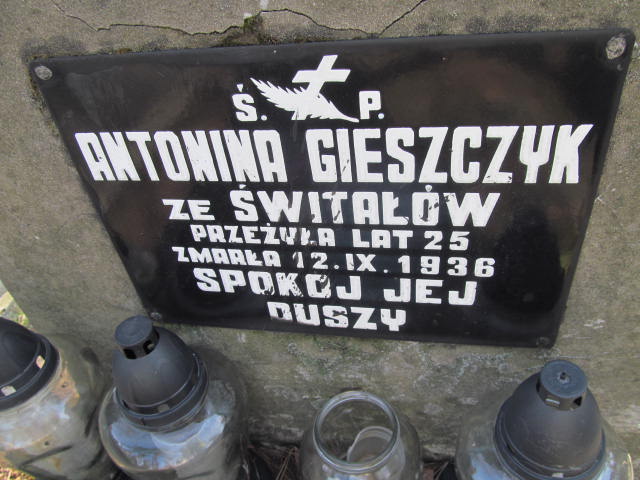 Ś. P.
ANTONINA GIESZCZYK
ZE ŚWITAŁÓW
PRZEŻYŁA LAT 25
ZMARŁA 12.IX.1936
SPOKÓJ JEJ
DUSZY